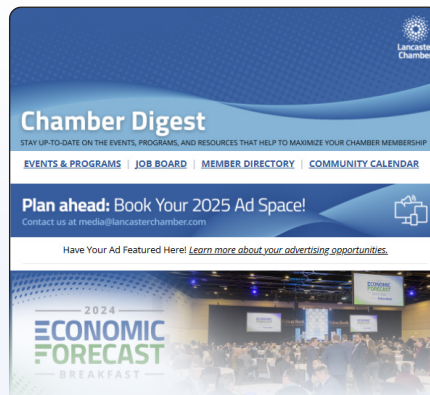 Lancaster
Chamber
Chamber Digest
STAY UP-TO-DATE ON THE EVENTS, PROGRAMS, AND RESOURCES THAT HELP TO MAXIMIZE YOUR CHAMBER MEMBERSHIP
EVENTS & PROGRAMS | JOB BOARD | MEMBER DIRECTORY | COMMUNITY CALENDAR
Plan ahead: Book Your 2025 Ad Space!
Contact us at media@lancasterchamber.com
Have Your Ad Featured Here! Learn more about your advertising opportunities.
2024
ECONOMIC
FORECAST
BREAKFAST
ECONOMIC
FORECAST